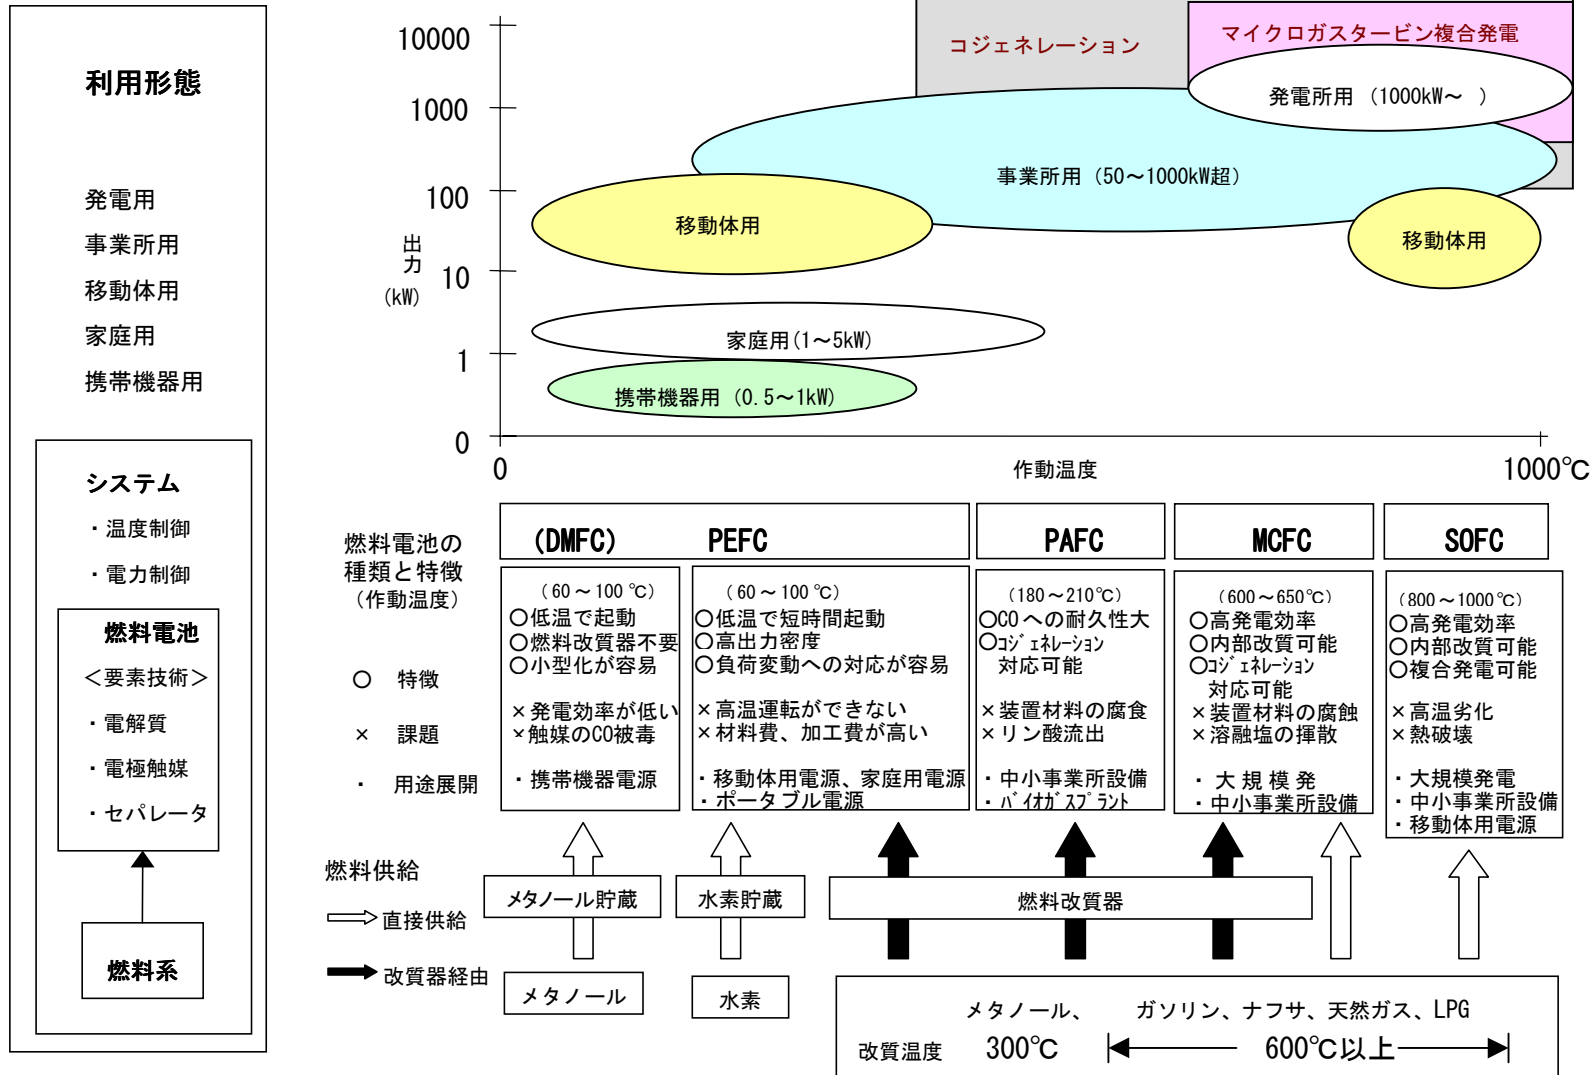 利用形態
発電用
事業所用
移動体用
家庭用
携帯機器用
システム
・温度制御
・電力制御
燃料電池
＜要素技術＞
・電解質
・電極触媒
・セパレータ
燃料系
10000
1000
100
10
1
0
出力
(kW)
コジェネレーション
マイクロガスタービン複合発電
発電所用（1000kW～ ）
事業所用（50～1000kW超）
移動体用
移動体用
家庭用(1～5kW)
携帯機器用（0.5～1kW）
0
作動温度
1000℃
燃料電池の
種類と特徴
（作動温度）
○ 特徴
× 課題
・ 用途展開
(DMFC)
PEFC
PAFC
MCFC
SOFC
（60～100℃）
○低温で起動
○燃料改質器不要
○小型化が容易
×発電効率が低い
×触媒のCO被毒
・携帯機器電源
（60～100℃）
○低温で短時間起動
○高出力密度
○負荷変動への対応が容易
×高温運転ができない
×材料費、加工費が高い
・移動体用電源、家庭用電源
・ポータブル電源
（180～210℃）
○COへの耐久性大
○ｺｼﾞｪﾈﾚｰｼｮﾝ
対応可能
×装置材料の腐食
×リン酸流出
・中小事業所設備
・ﾊﾞｲｵｶﾞｽﾌﾟﾗﾝﾄ
（600～650℃）
○高発電効率
○内部改質可能
○ｺｼﾞｪﾈﾚｰｼｮﾝ
対応可能
×装置材料の腐蝕
×溶融塩の揮散
・大規模発
・中小事業所設備
（800～1000℃）
○高発電効率
○内部改質可能
○複合発電可能
×高温劣化
×熱破壊
・大規模発電
・中小事業所設備
・移動体用電源
燃料供給
直接供給
改質器経由
メタノール貯蔵
水素貯蔵
燃料改質器
メタノール
水素
メタノール、 ガソリン、ナフサ、天然ガス、LPG
改質温度 300℃ 600℃以上